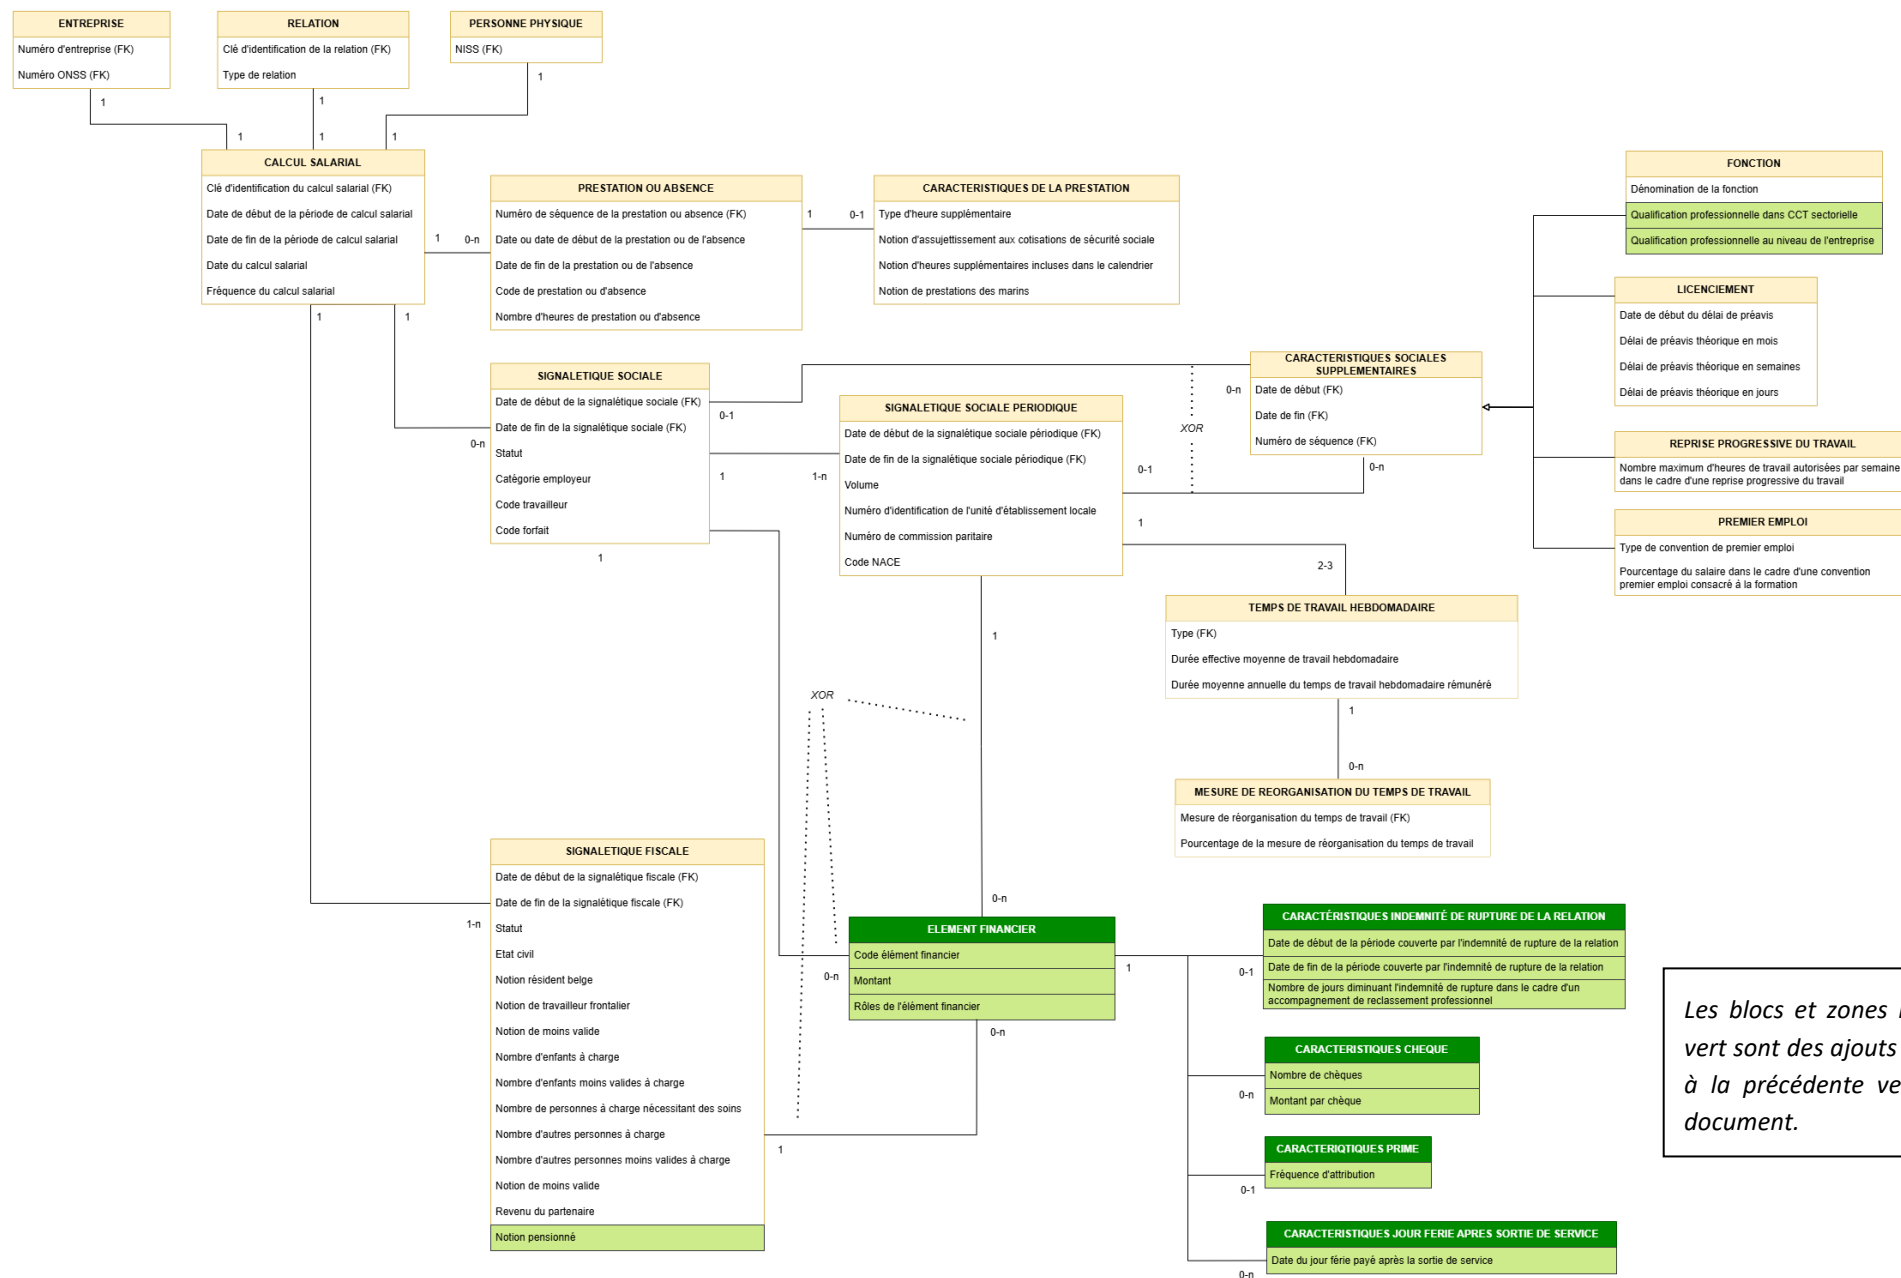 ENTREPRISE
Numéro d'entreprise (FK)
Numéro ONSS (FK)
1
RELATION
Clé d'identification de la relation (FK)
Type de relation
1
PERSONNE PHYSIQUE
NISS (FK)
1
1
1
1
CALCUL SALARIAL
Clé d'identification du calcul salarial (FK)
Date de début de la période de calcul salarial
Date de fin de la période de calcul salarial
Date du calcul salarial
Fréquence du calcul salarial
1
0-n
1
1
PRESTATION OU ABSENCE
Numéro de séquence de la prestation ou absence (FK)
Date ou date de début de la prestation ou de l'absence
Date de fin de la prestation ou de l'absence
Code de prestation ou d'absence
Nombre d'heures de prestation ou d'absence
1
0-1
CARACTERISTIQUES DE LA PRESTATION
Type d'heure supplémentaire
Notion d'assujettissement aux cotisations de sécurité sociale
Notion d'heures supplémentaires incluses dans le calendrier
Notion de prestations des marins
FONCTION
Dénomination de la fonction
Qualification professionnelle dans CCT sectorielle
Qualification professionnelle au niveau de l'entreprise
LICENCIEMENT
Date de début du délai de préavis
Délai de préavis théorique en mois
Délai de préavis théorique en semaines
Délai de préavis théorique en jours
REPRISE PROGRESSIVE DU TRAVAIL
Nombre maximum d'heures de travail autorisées par semaine
dans le cadre d'une reprise progressive du travail
PREMIER EMPLOI
Type de convention de premier emploi
Pourcentage du salaire dans le cadre d'une convention
premier emploi consacré à la formation
CARACTERISTIQUES SOCIALES
SUPPLEMENTAIRES
Date de début (FK)
Date de fin (FK)
Numéro de séquence (FK)
0-n
0-n
XOR
SIGNALETIQUE SOCIALE
Date de début de la signalétique sociale (FK)
Date de fin de la signalétique sociale (FK)
Statut
Catégorie employeur
Code travailleur
Code forfait
0-n
0-1
1
1-n
1
SIGNALETIQUE SOCIALE PERIODIQUE
Date de début de la signalétique sociale périodique (FK)
Date de fin de la signalétique sociale périodique (FK)
Volume
Numéro d'identification de l'unité d'établissement locale
Numéro de commission paritaire
Code NACE
0-1
1
2-3
1
TEMPS DE TRAVAIL HEBDOMADAIRE
Type (FK)
Durée effective moyenne de travail hebdomadaire
Durée moyenne annuelle du temps de travail hebdomadaire rémunéré
1
0-n
MESURE DE REORGANISATION DU TEMPS DE TRAVAIL
Mesure de réorganisation du temps de travail (FK)
Pourcentage de la mesure de réorganisation du temps de travail
XOR
SIGNALETIQUE FISCALE
Date de début de la signalétique fiscale (FK)
Date de fin de la signalétique fiscale (FK)
Statut
Etat civil
Notion résident belge
Notion de travailleur frontalier
Notion de moins valide
Nombre d'enfants à charge
Nombre d'enfants moins valides à charge
Nombre de personnes à charge nécessitant des soins
Nombre d'autres personnes à charge
Nombre d'autres personnes moins valides à charge
Notion de moins valide
Revenu du partenaire
Notion pensionné
1-n
1
0-n
ELEMENT FINANCIER
Code élément financier
Montant
Rôles de l'élément financier
0-n
0-n
1
CARACTÉRISTIQUES INDEMNITÉ DE RUPTURE DE LA RELATION
Date de début de la période couverte par l'indemnité de rupture de la relation
Date de fin de la période couverte par l'indemnité de rupture de la relation
Nombre de jours diminuant l'indemnité de rupture dans le cadre d'un
accompagnement de reclassement professionnel
0-1
CARACTERISTIQUES CHEQUE
Nombre de chèques
Montant par chèque
0-n
CARACTERIQTIQUES PRIME
Fréquence d'attribution
0-1
CARACTERISTIQUES JOUR FERIE APRES SORTIE DE SERVICE
Date du jour férie payé après la sortie de service
0-n
Les blocs et zones
vert sont des ajouts
à la précédente
document.